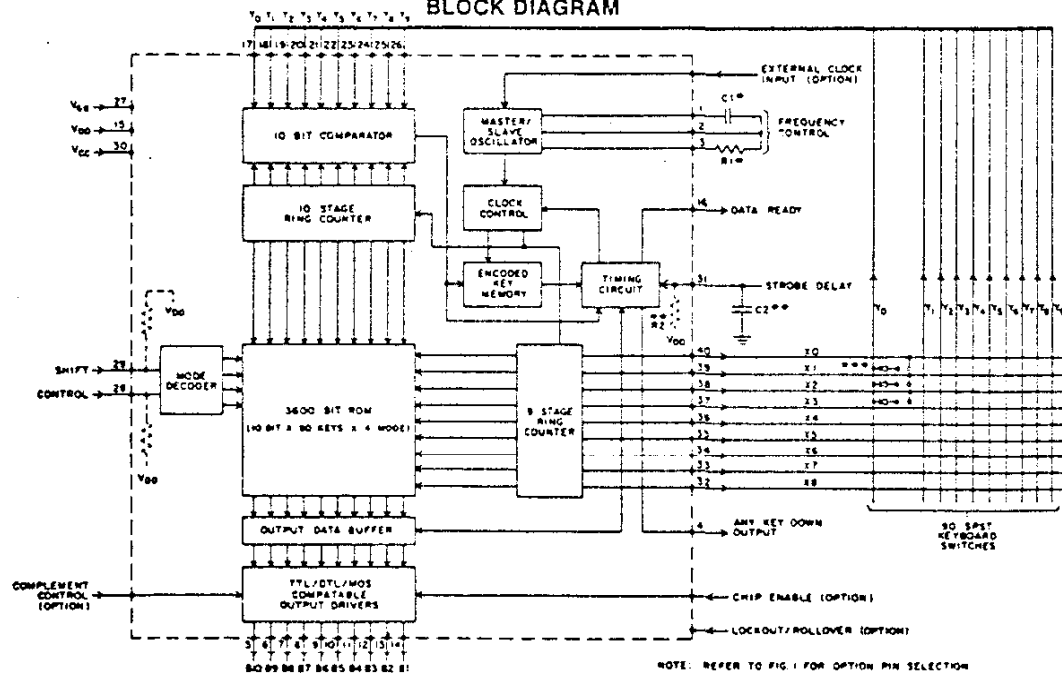 BLOCK DIAGRAM
Y0 Y1 Y2 Y3 Y4 Y5 Y6 Y7 Y8 Y9
17 18 19 20 21 22 23 24 25 26
EXTERNAL CLOCK
INPUT (OPTION)
VGG 27
VDD 15
VCC 30
10 BIT COMPARATOR
MASTER/
SLAVE
OSCILLATOR
1
2
3
C1*
R1*
FREQUENCY
CONTROL
10 STAGE
RING COUNTER
CLOCK
CONTROL
16
DATA READY
ENCODED
KEY
MEMORY
TIMING
CIRCUIT
31
STROBE DELAY
**
R2
VDD
C2**
Y0 Y1 Y2 Y3 Y4 Y5 Y6 Y7 Y8
VDD
SHIFT 29
CONTROL 28
MODE
DECODER
VDD
3600 BIT ROM
(10 BIT X 90 KEYS X 4 MODE)
9 STAGE
RING
COUNTER
40 X0
39 X1
***
38 X2
37 X3
36 X4
35 X5
34 X6
33 X7
32 X8
OUTPUT DATA BUFFER
4
ANY KEY DOWN
OUTPUT
90 SPST
KEYBOARD
SWITCHES
COMPLEMENT
CONTROL
(OPTION)
TTL/DTL/MOS
COMPATABLE
OUTPUT DRIVERS
CHIP ENABLE (OPTION)
LOCKOUT/ROLLOVER (OPTION)
5 6 7 8 9 10 11 12 13 14
B10 B9 B8 B7 B6 B5 B4 B3 B2 B1
NOTE: REFER TO FIG. 1 FOR OPTION PIN SELECTION